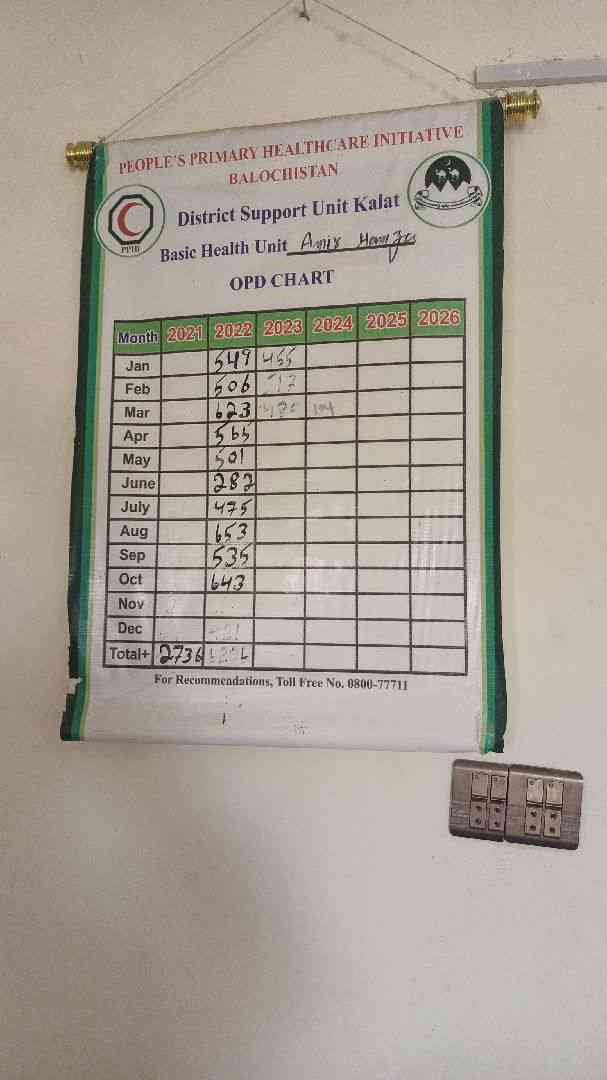 PEOPLE'S PRIMARY HEALTHCARE INITIATIVE
BALOCHISTAN
PPHI
District Support Unit Kalat
Basic Health Unit Amir
OPD CHART
Month 2021 2022 2023 2024 2025 2026
Jan 549 455
Feb 506
Mar 623
Apr 565
May 501
June 282
July 475
Aug 653
Sep 535
Oct 643
Nov
Dec
Total+ 2736
For Recommendations, Toll Free No. 0800-77711